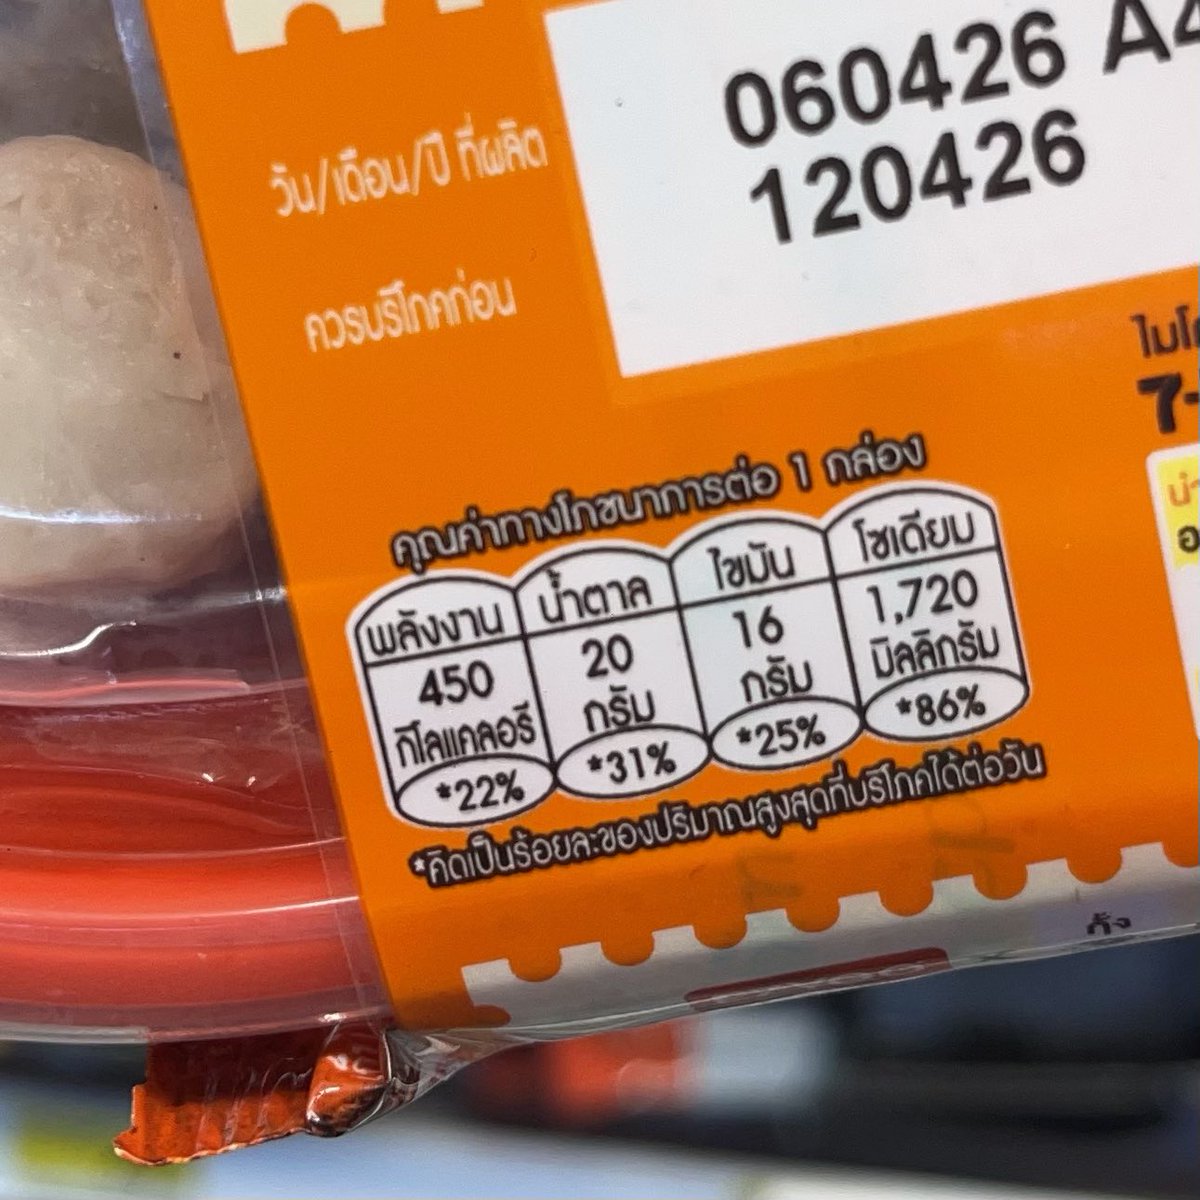 060426
120426
วัน/เดือน/ปี ที่ผลิต
ควรบริโภคก่อน
คุณค่าทางโภชนาการต่อ 1 กล่อง
พลังงาน น้ำตาล ไขมัน โซเดียม
450 20 16 1,720
กิโลแคลอรี กรัม กรัม มิลลิกรัม
*22% *31% *25% *86%
*คิดเป็นร้อยละของปริมาณสูงสุดที่บริโภคได้ต่อวัน